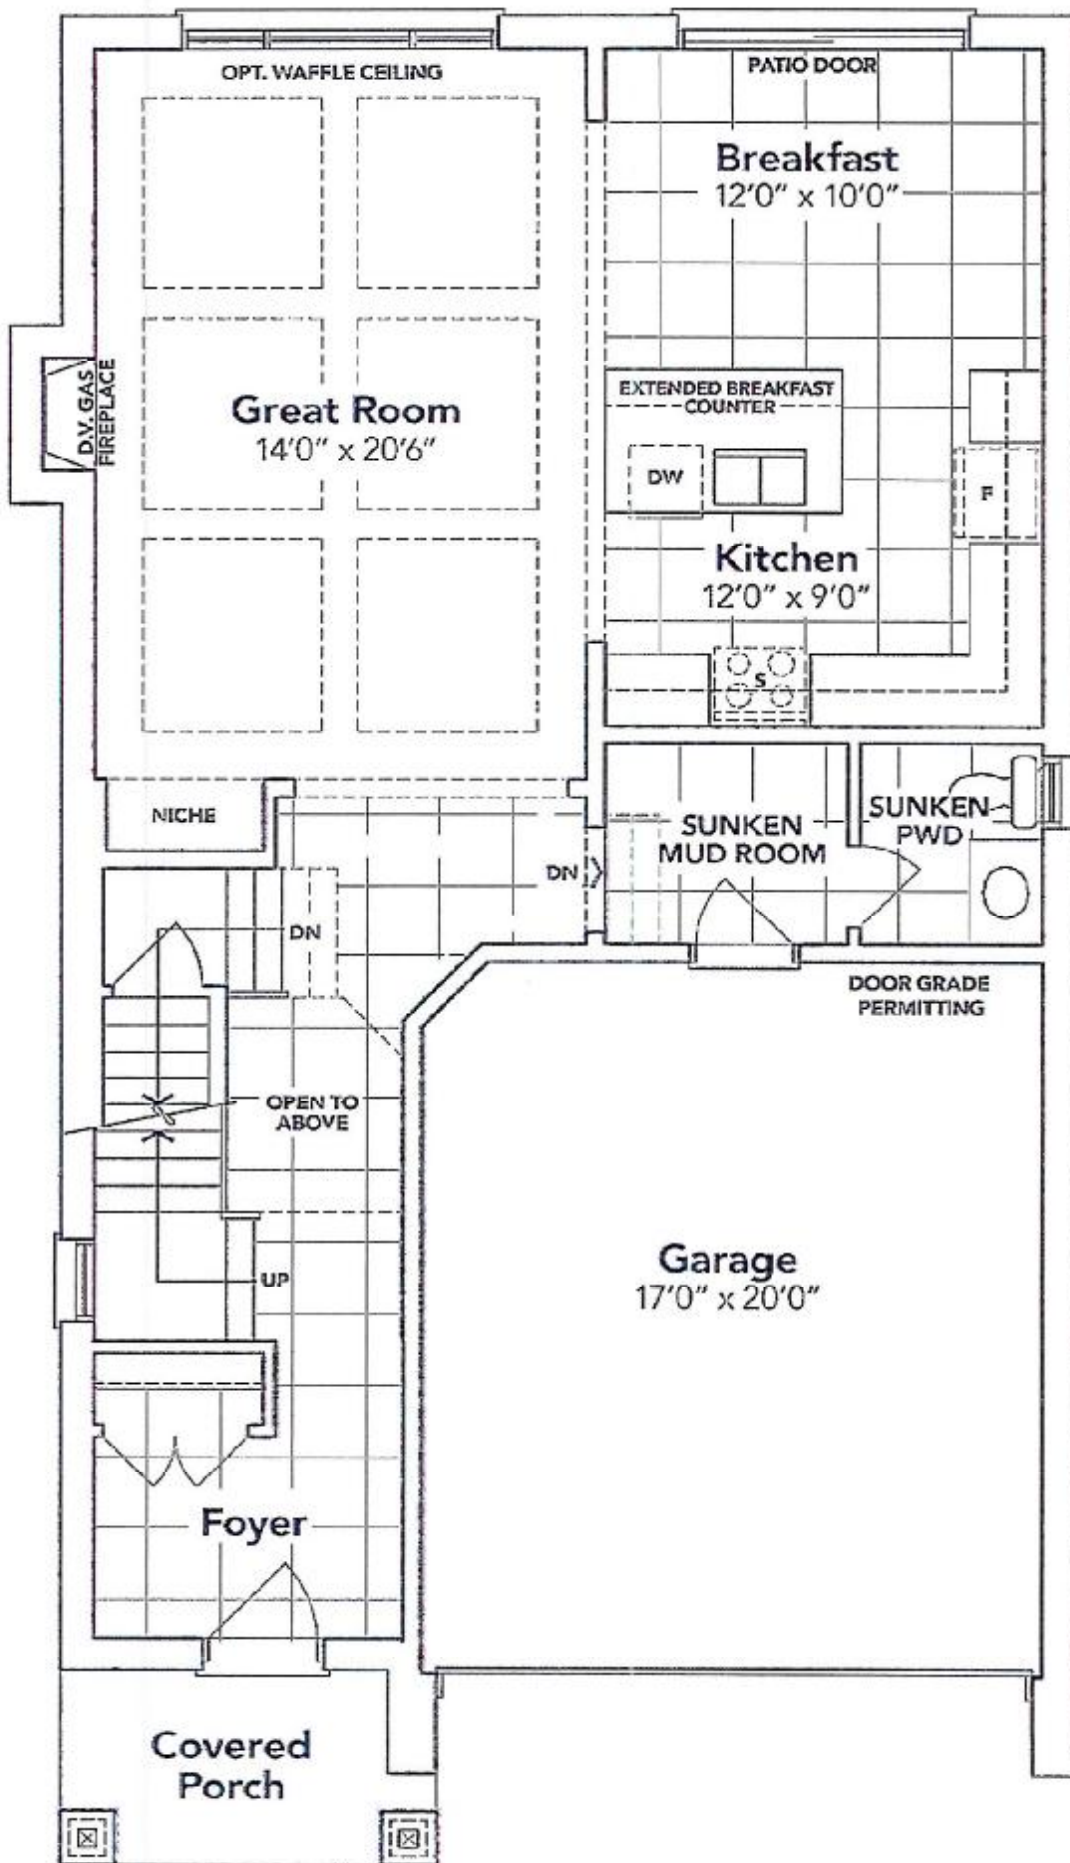 OPT. WAFFLE CEILING
PATIO DOOR
Breakfast
12'0" x 10'0"
D.V. GAS
FIREPLACE
Great Room
14'0" x 20'6"
EXTENDED BREAKFAST
COUNTER
DW
F
Kitchen
12'0" x 9'0"
S
NICHE
SUNKEN
MUD ROOM
SUNKEN
PWD
DN
DN
DOOR GRADE
PERMITTING
OPEN TO
ABOVE
UP
Garage
17'0" x 20'0"
Foyer
Covered
Porch